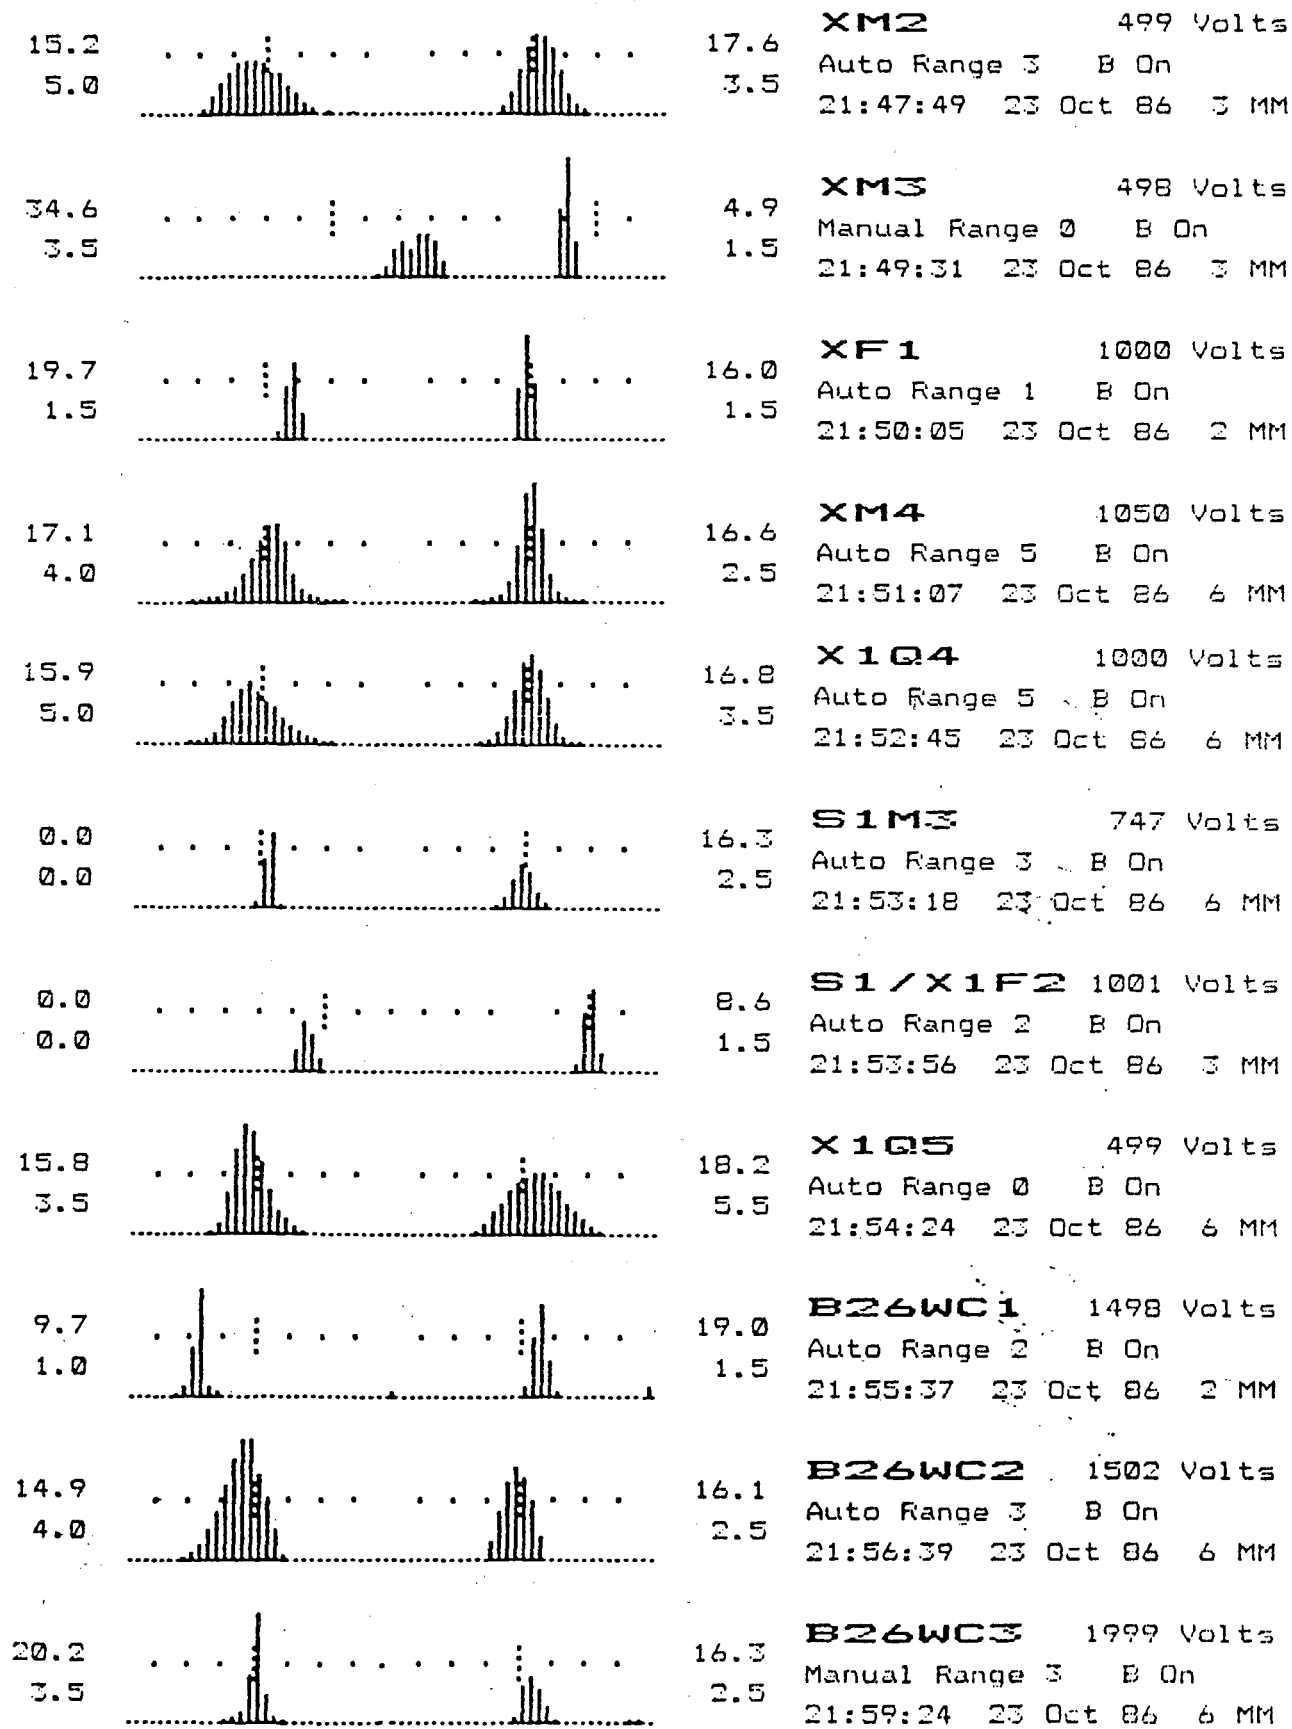 15.2 17.6 XM2 499 Volts
5.0 3.5 Auto Range 3 B On
21:47:49 23 Oct 86 3 MM
34.6 4.9 XM3 498 Volts
3.5 1.5 Manual Range 0 B On
21:49:31 23 Oct 86 3 MM
19.7 16.0 XF1 1000 Volts
1.5 1.5 Auto Range 1 B On
21:50:05 23 Oct 86 2 MM
17.1 16.6 XM4 1050 Volts
4.0 2.5 Auto Range 5 B On
21:51:07 23 Oct 86 6 MM
15.9 16.8 X1Q4 1000 Volts
5.0 3.5 Auto Range 5 B On
21:52:45 23 Oct 86 6 MM
0.0 16.3 S1M3 747 Volts
0.0 2.5 Auto Range 3 B On
21:53:18 23 Oct 86 6 MM
0.0 8.6 S1/X1F2 1001 Volts
0.0 1.5 Auto Range 2 B On
21:53:56 23 Oct 86 3 MM
15.8 18.2 X1Q5 499 Volts
3.5 5.5 Auto Range 0 B On
21:54:24 23 Oct 86 6 MM
9.7 19.0 B26WC1 1498 Volts
1.0 1.5 Auto Range 2 B On
21:55:37 23 Oct 86 2 MM
14.9 16.1 B26WC2 1502 Volts
4.0 2.5 Auto Range 3 B On
21:56:39 23 Oct 86 6 MM
20.2 16.3 B26WC3 1999 Volts
3.5 2.5 Manual Range 3 B On
21:59:24 23 Oct 86 6 MM